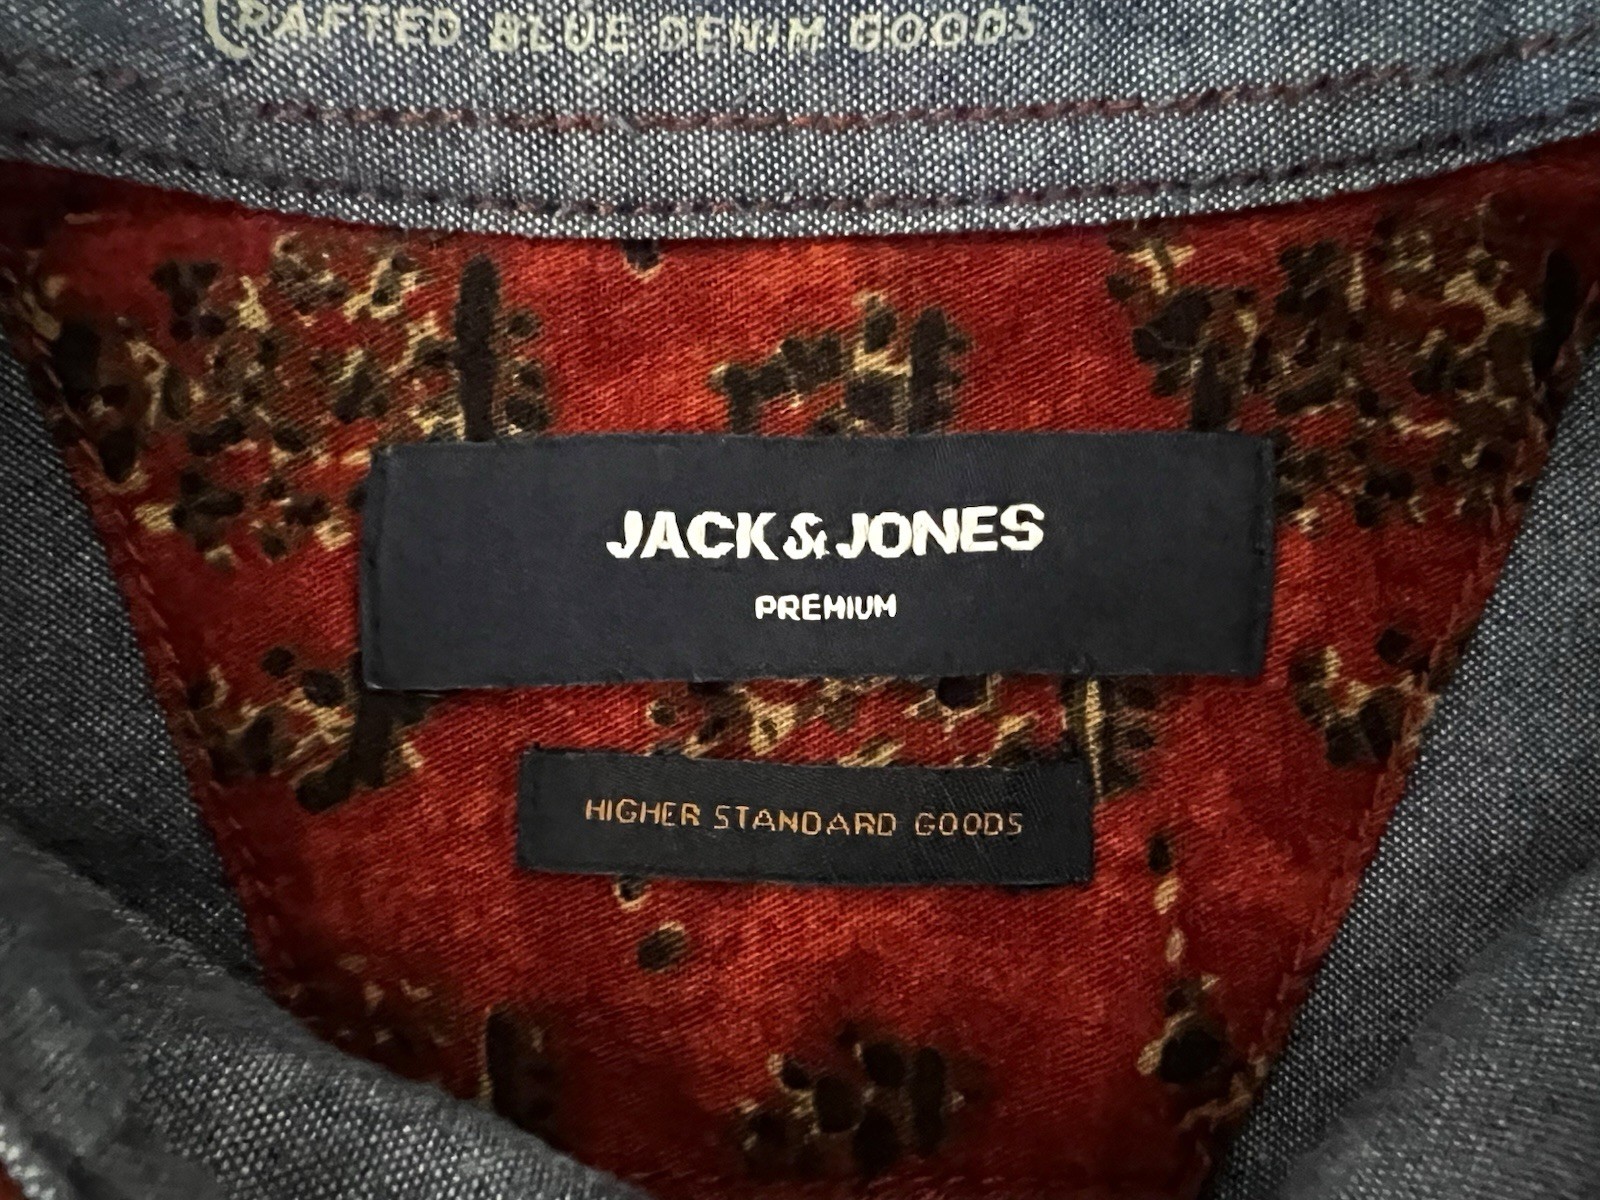 CRAFTED BLUE DENIM GOODS
JACK & JONES
PREMIUM
HIGHER STANDARD GOODS